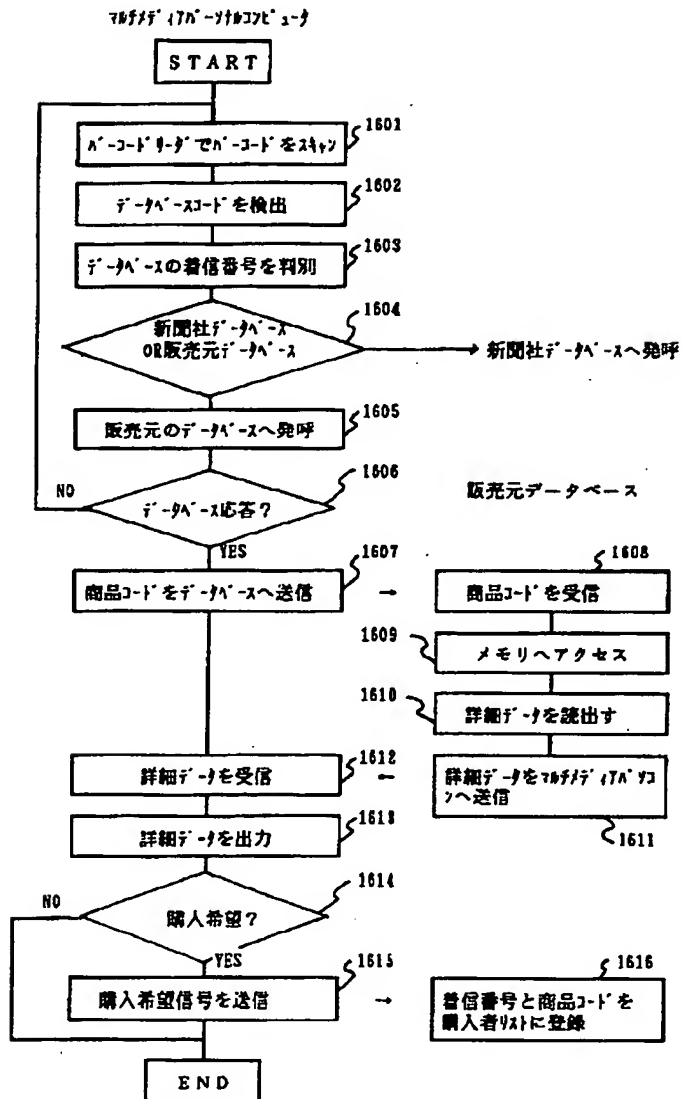 マルチメディアパーソナルコンピュータ
START
1601
バーコードリーダでバーコードをスキャン
1602
データベースコードを検出
1603
データベースの着信番号を判別
1604
新聞社データベース
OR販売元データベース
新聞社データベースへ発呼
1605
販売元のデータベースへ発呼
1606
NO
データベース応答?
販売元データベース
YES
1607
商品コードをデータベースへ送信
1608
商品コードを受信
1609
メモリへアクセス
1610
詳細データを読出す
1612
詳細データを受信
詳細データをマルチメディアパソコ
ンへ送信
1611
1613
詳細データを出力
1614
NO
購入希望?
YES
1615
購入希望信号を送信
1616
着信番号と商品コードを
購入者リストに登録
END